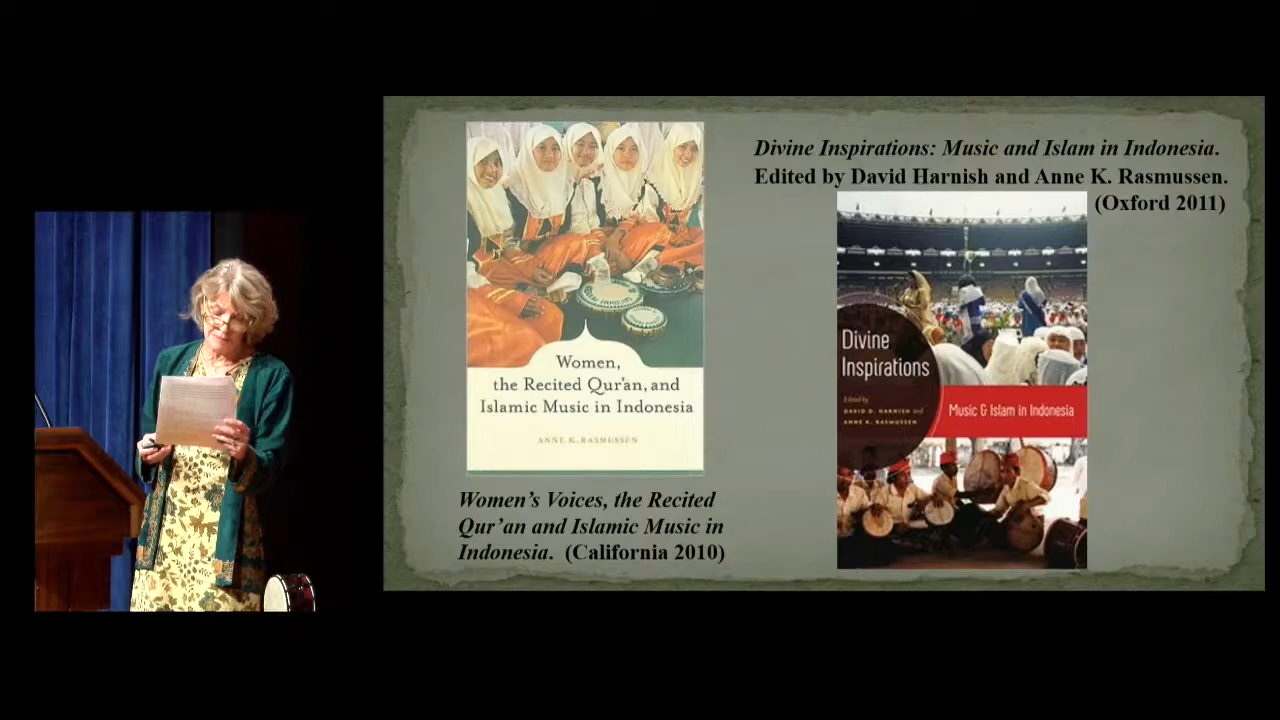 Women,
the Recited Qur'an, and
Islamic Music in Indonesia
ANNE K. RASMUSSEN
Women's Voices, the Recited
Qur'an and Islamic Music in
Indonesia. (California 2010)
Divine Inspirations: Music and Islam in Indonesia.
Edited by David Harnish and Anne K. Rasmussen.
(Oxford 2011)
Divine
Inspirations
Edited by
DAVID D. HARNISH and
ANNE K. RASMUSSEN
Music & Islam in Indonesia